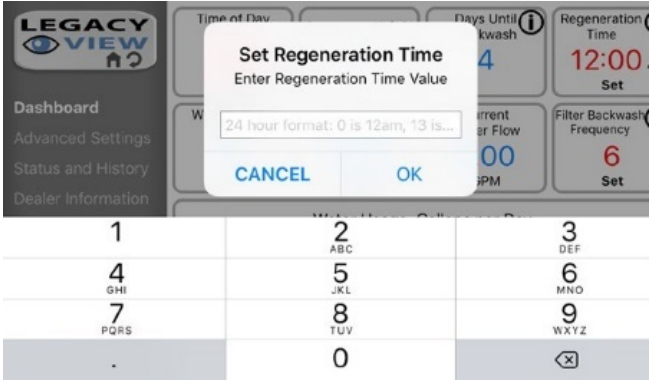 LEGACY
VIEW
Time of Day
Days Until
kwash
4
Regeneration
Time
12:00
Set
Set Regeneration Time
Enter Regeneration Time Value
24 hour format: 0 is 12am, 13 is...
CANCEL
OK
Dashboard
Advanced Settings
Status and History
Dealer Information
W
rrent
er Flow
00
GPM
Filter Backwash
Frequency
6
Set
1
2
ABC
3
DEF
4
GHI
5
JKL
6
MNO
7
PQRS
8
TUV
9
WXYZ
.
0